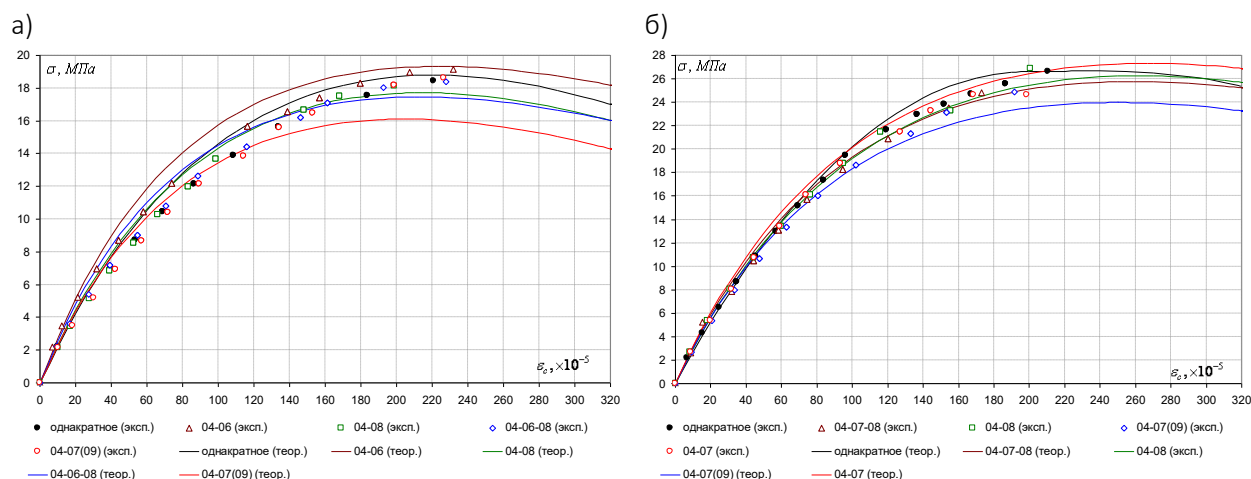 а)
б)
σ, МПа
20
18
16
14
12
10
8
6
4
2
0
0 20 40 60 80 100 120 140 160 180 200 220 240 260 280 300 320
εc, ×10⁻⁵
однакратное (эксп.) 04-06 (эксп.) 04-08 (эксп.) 04-06-08 (эксп.)
04-07(09) (эксп.) однакратное (теор.) 04-06 (теор.) 04-08 (теор.)
04-06-08 (теор.) 04-07(09) (теор.)
σ, МПа
28
26
24
22
20
18
16
14
12
10
8
6
4
2
0
0 20 40 60 80 100 120 140 160 180 200 220 240 260 280 300 320
εc, ×10⁻⁵
однакратное (эксп.) 04-07-08 (эксп.) 04-08 (эксп.) 04-07(09) (эксп.)
04-07 (эксп.) однакратное (теор.) 04-07-08 (теор.) 04-08 (теор.)
04-07(09) (теор.) 04-07 (теор.)